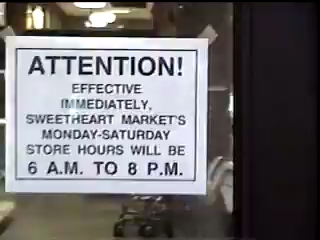 ATTENTION!
EFFECTIVE
IMMEDIATELY,
SWEETHEART MARKET'S
MONDAY-SATURDAY
STORE HOURS WILL BE
6 A.M. TO 8 P.M.